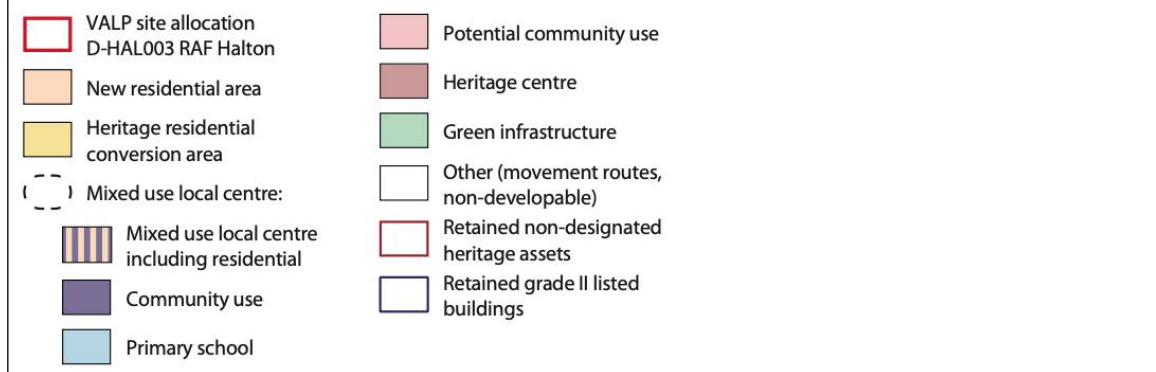 VALP site allocation
D-HAL003 RAF Halton
New residential area
Heritage residential
conversion area
Mixed use local centre:
Mixed use local centre
including residential
Community use
Primary school
Potential community use
Heritage centre
Green infrastructure
Other (movement routes,
non-developable)
Retained non-designated
heritage assets
Retained grade II listed
buildings